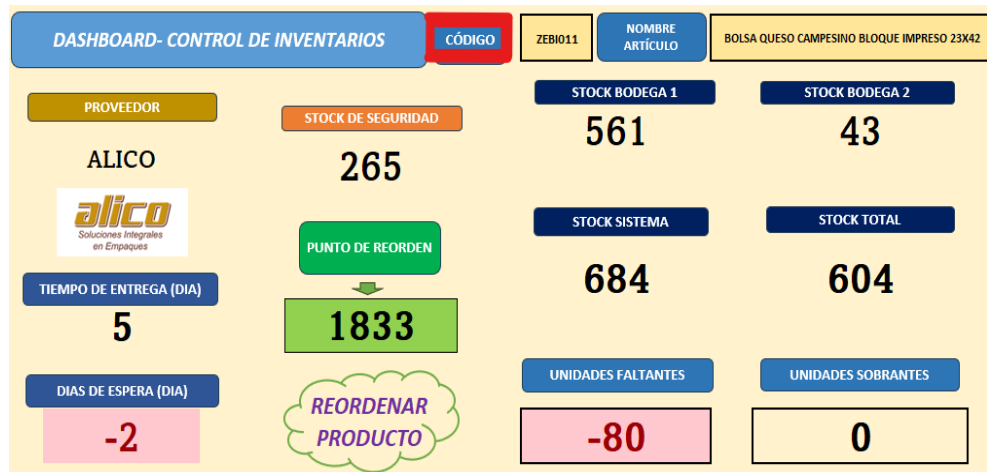 DASHBOARD- CONTROL DE INVENTARIOS
CÓDIGO
ZEBI011
NOMBRE
ARTÍCULO
BOLSA QUESO CAMPESINO BLOQUE IMPRESO 23X42
PROVEEDOR
ALICO
alico
Soluciones Integrales
en Empaques
TIEMPO DE ENTREGA (DIA)
5
DIAS DE ESPERA (DIA)
-2
STOCK DE SEGURIDAD
265
PUNTO DE REORDEN
1833
REORDENAR
PRODUCTO
STOCK BODEGA 1
561
STOCK BODEGA 2
43
STOCK SISTEMA
684
STOCK TOTAL
604
UNIDADES FALTANTES
-80
UNIDADES SOBRANTES
0